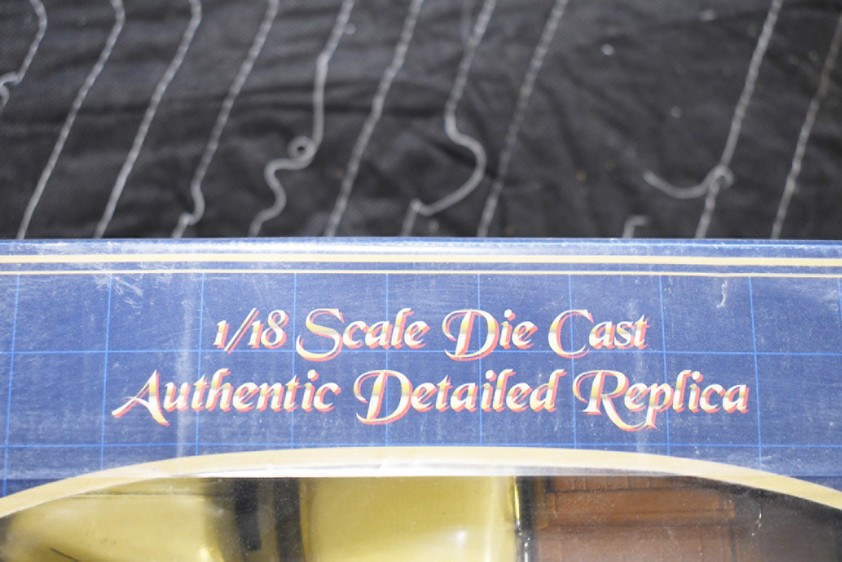 1/18 Scale Die Cast
Authentic Detailed Replica